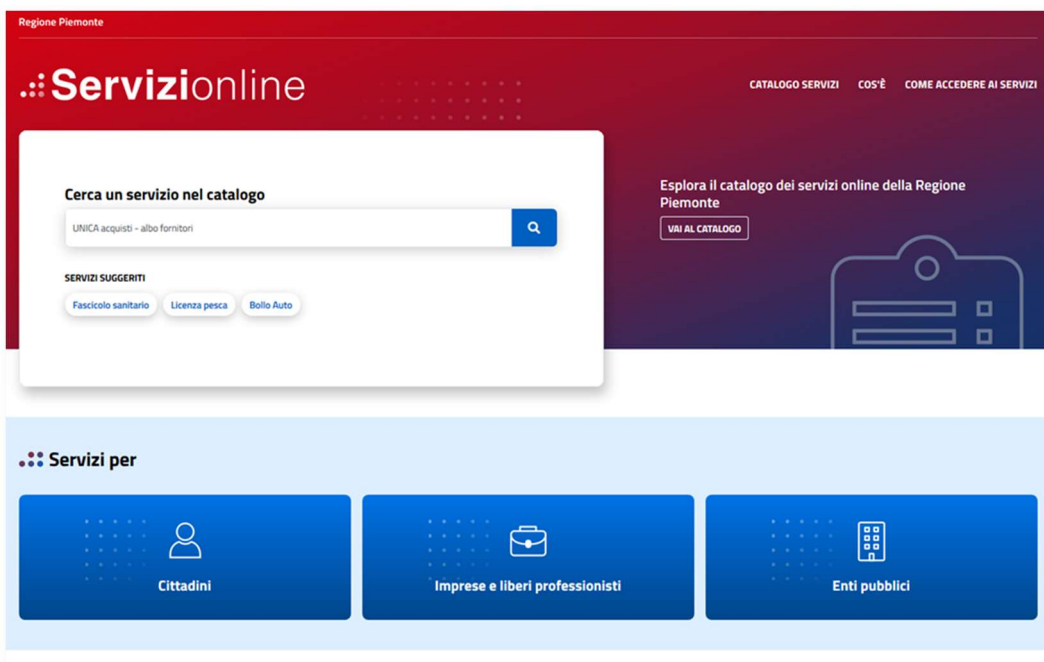 Regione Piemonte
Servizionline
CATALOGO SERVIZI COS'È COME ACCEDERE AI SERVIZI
Cerca un servizio nel catalogo
UNICA acquisti - albo fornitori
SERVIZI SUGGERITI
Fascicolo sanitario Licenza pesca Bollo Auto
Esplora il catalogo dei servizi online della Regione
Piemonte
VAI AL CATALOGO
Servizi per
Cittadini
Imprese e liberi professionisti
Enti pubblici